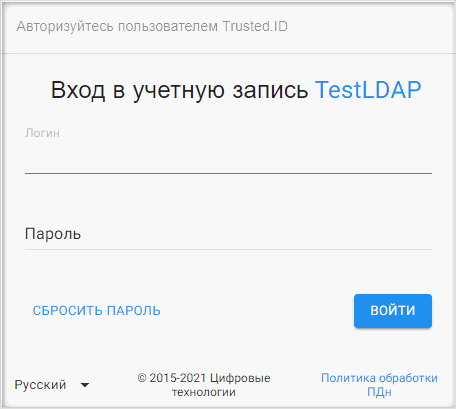 Авторизуйтесь пользователем Trusted.ID
Вход в учетную запись TestLDAP
Логин
Пароль
СБРОСИТЬ ПАРОЛЬ
ВОЙТИ
Русский
© 2015-2021 Цифровые
технологии
Политика обработки
ПДн